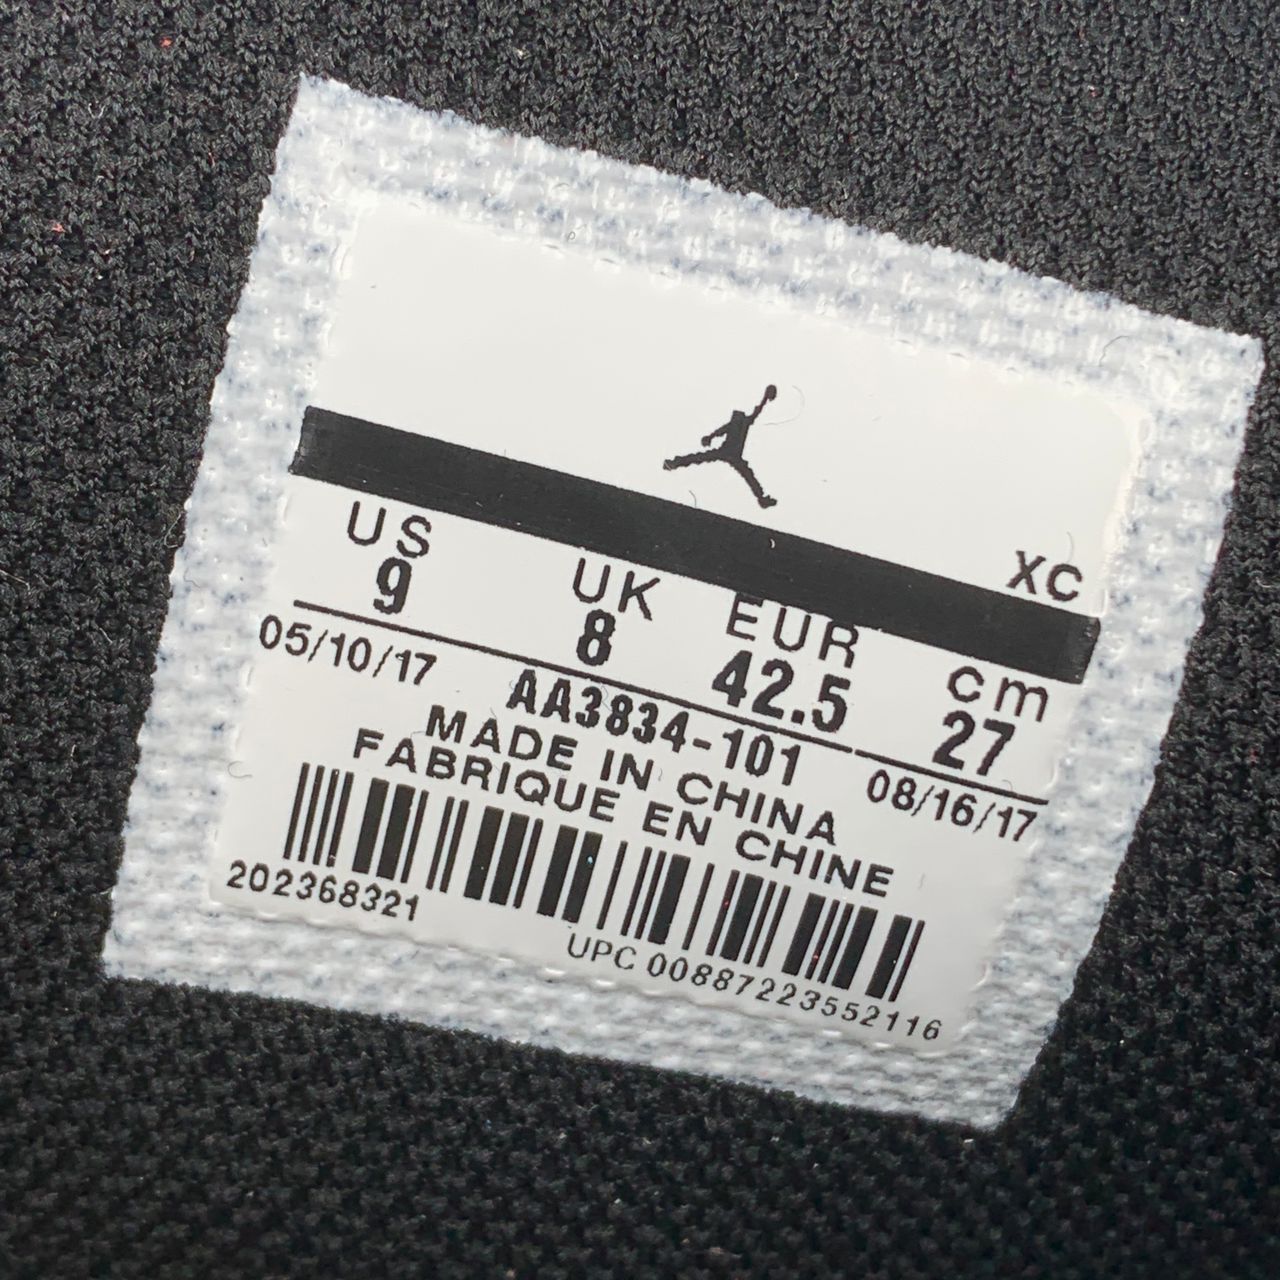 XC
US UK EUR cm
9 8 42.5 27
05/10/17 AA3834-101 08/16/17
MADE IN CHINA
FABRIQUE EN CHINE
202368321
UPC 00887223552116